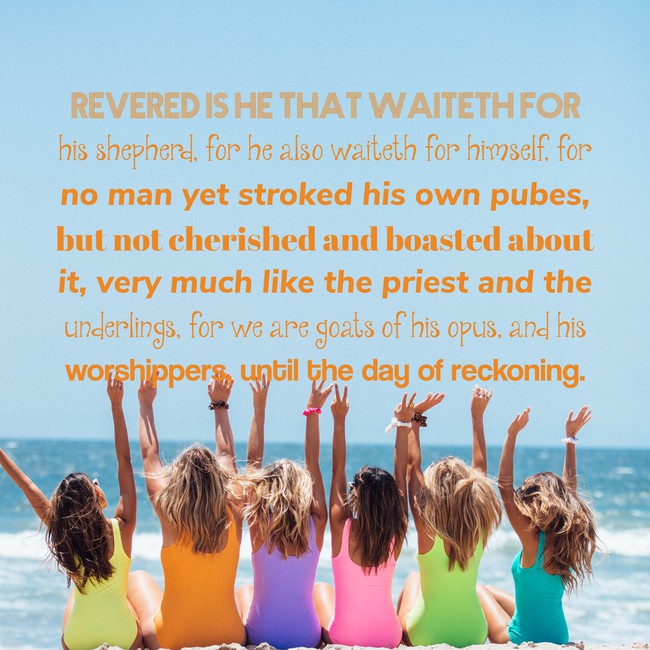 REVERED IS HE THAT WAITETH FOR
his shepherd, for he also waiteth for himself, for
no man yet stroked his own pubes,
but not cherished and boasted about
it, very much like the priest and the
underlings, for we are goats of his opus, and his
worshippers, until the day of reckoning.